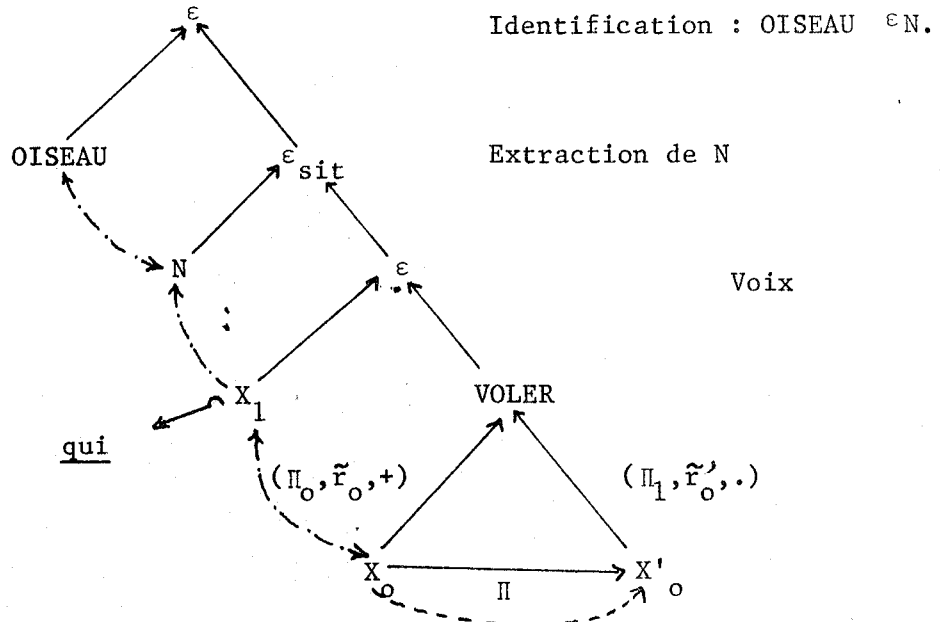 ε
Identification : OISEAU ε N.
OISEAU
ε sit
Extraction de N
N
ε
Voix
X1
VOLER
qui
(Π0, r̃0, +)
(Π1, r̃0', .)
X0
Π
X'0